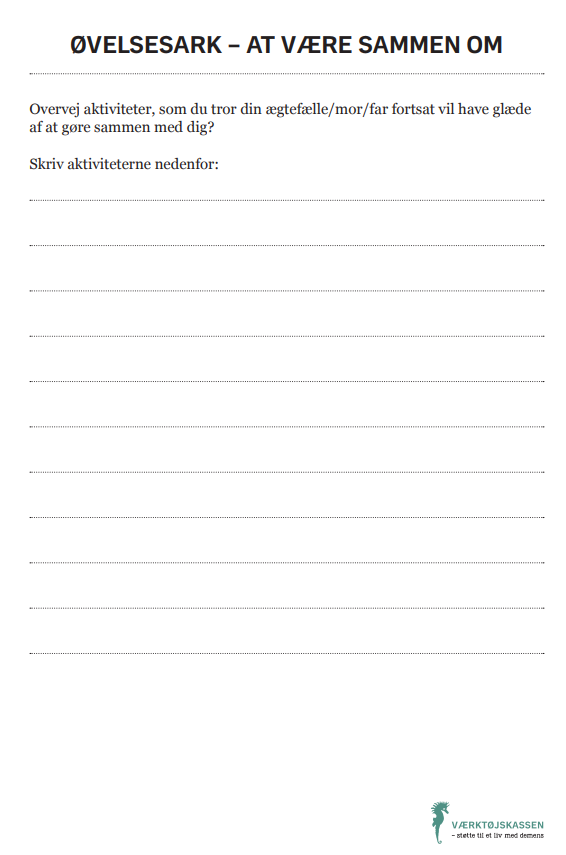 ØVELSESARK – AT VÆRE SAMMEN OM
Overvej aktiviteter, som du tror din ægtefælle/mor/far fortsat vil have glæde
af at gøre sammen med dig?
Skriv aktiviteterne nedenfor:
VÆRKTØJSKASSEN
– støtte til et liv med demens